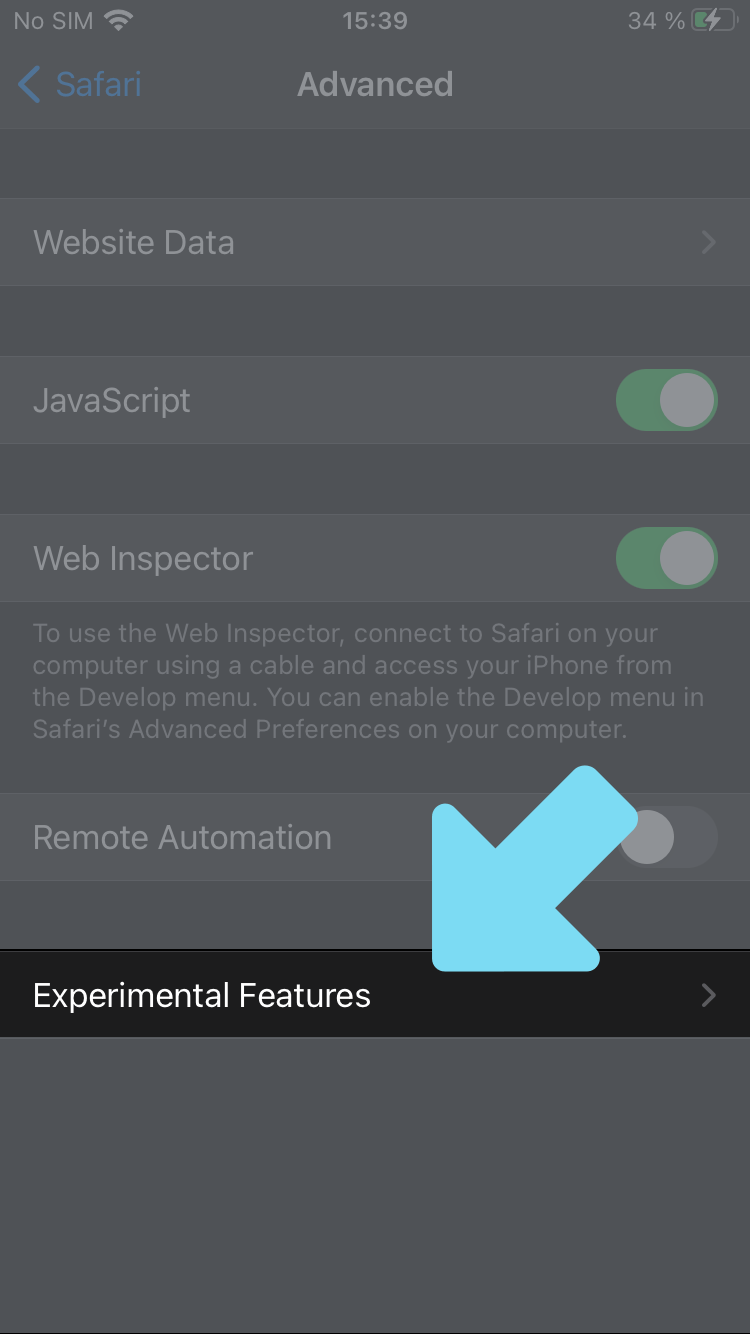 No SIM 15:39 34 %
Safari Advanced
Website Data
JavaScript
Web Inspector
To use the Web Inspector, connect to Safari on your
computer using a cable and access your iPhone from
the Develop menu. You can enable the Develop menu in
Safari’s Advanced Preferences on your computer.
Remote Automation
Experimental Features